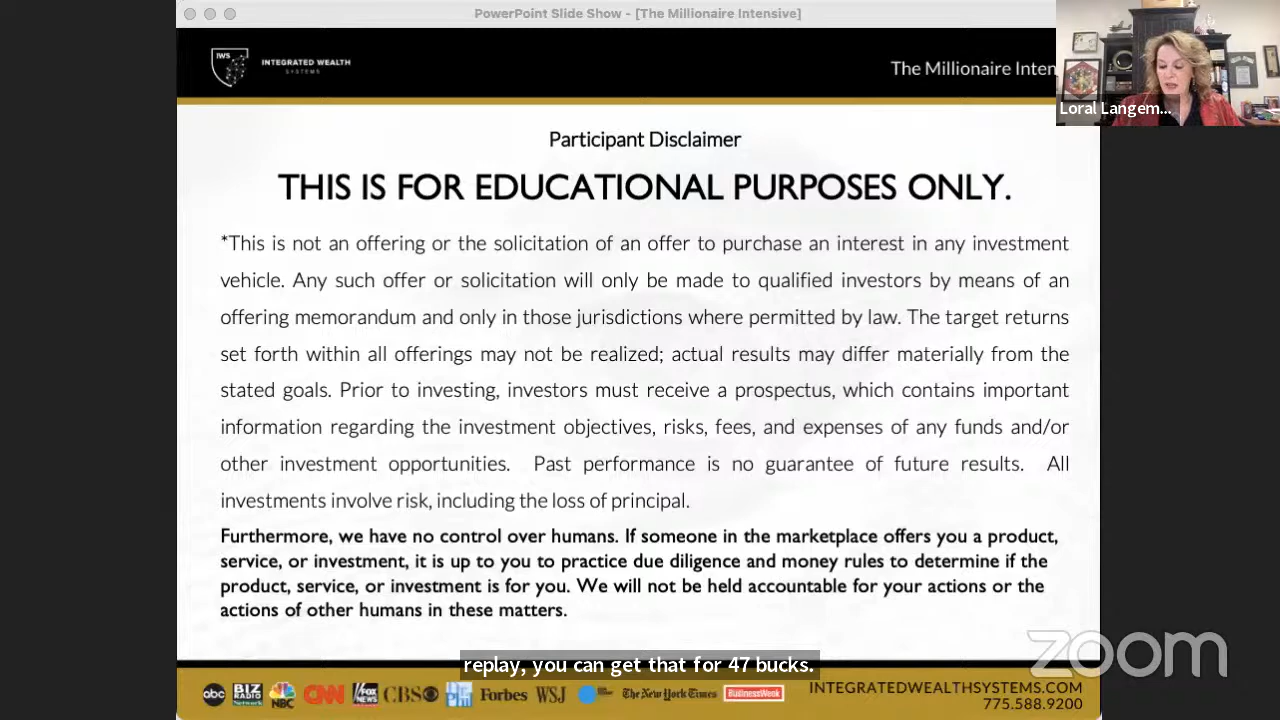 PowerPoint Slide Show - [The Millionaire Intensive]
IWS
INTEGRATED WEALTH
SYSTEMS
The Millionaire Inten
Loral Langem...
Participant Disclaimer
THIS IS FOR EDUCATIONAL PURPOSES ONLY.
*This is not an offering or the solicitation of an offer to purchase an interest in any investment
vehicle. Any such offer or solicitation will only be made to qualified investors by means of an
offering memorandum and only in those jurisdictions where permitted by law. The target returns
set forth within all offerings may not be realized; actual results may differ materially from the
stated goals. Prior to investing, investors must receive a prospectus, which contains important
information regarding the investment objectives, risks, fees, and expenses of any funds and/or
other investment opportunities. Past performance is no guarantee of future results. All
investments involve risk, including the loss of principal.
Furthermore, we have no control over humans. If someone in the marketplace offers you a product,
service, or investment, it is up to you to practice due diligence and money rules to determine if the
product, service, or investment is for you. We will not be held accountable for your actions or the
actions of other humans in these matters.
zoom
replay, you can get that for 47 bucks.
abc BIZ RADIO Network NBC CNN FOX NEWS CBS Forbes WSJ The New York Times BusinessWeek
INTEGRATEDWEALTHSYSTEMS.COM
775.588.9200